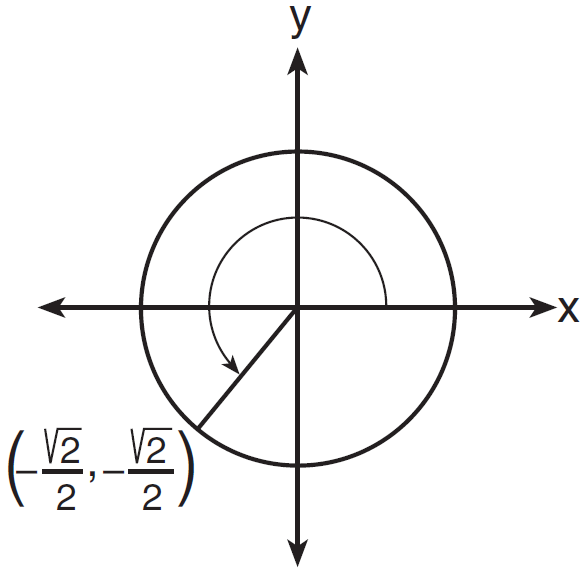 y
x
(-√2/2, -√2/2)